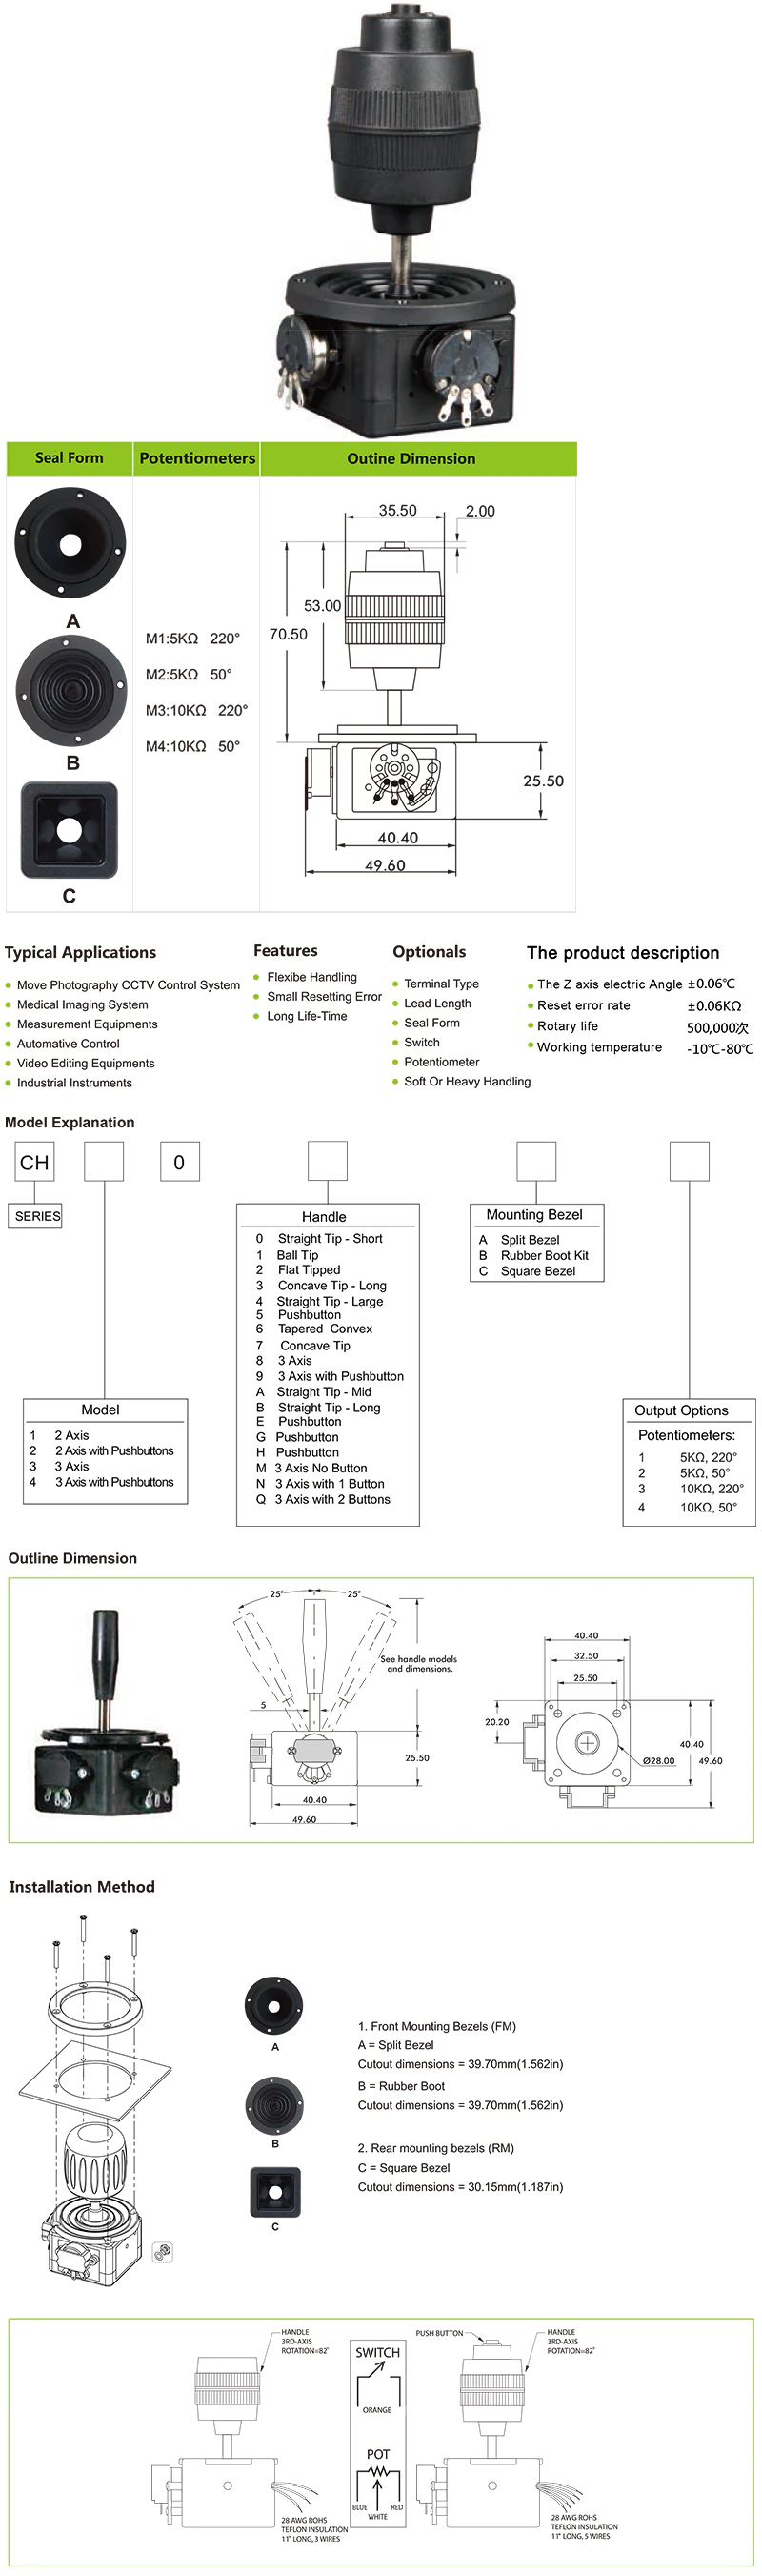 Seal Form
Potentiometers
Outine Dimension
A
B
C
M1:5KΩ 220°
M2:5KΩ 50°
M3:10KΩ 220°
M4:10KΩ 50°
35.50
2.00
53.00
70.50
25.50
40.40
49.60
Typical Applications
Move Photography CCTV Control System
Medical Imaging System
Measurement Equipments
Automative Control
Video Editing Equipments
Industrial Instruments
Features
Flexibe Handling
Small Resetting Error
Long Life-Time
Optionals
Terminal Type
Lead Length
Seal Form
Switch
Potentiometer
Soft Or Heavy Handling
The product description
The Z axis electric Angle ±0.06℃
Reset error rate ±0.06KΩ
Rotary life 500,000次
Working temperature -10℃-80℃
Model Explanation
CH
0
SERIES
Handle
0 Straight Tip - Short
1 Ball Tip
2 Flat Tipped
3 Concave Tip - Long
4 Straight Tip - Large
5 Pushbutton
6 Tapered Convex
7 Concave Tip
8 3 Axis
9 3 Axis with Pushbutton
A Straight Tip - Mid
B Straight Tip - Long
E Pushbutton
G Pushbutton
H Pushbutton
M 3 Axis No Button
N 3 Axis with 1 Button
Q 3 Axis with 2 Buttons
Mounting Bezel
A Split Bezel
B Rubber Boot Kit
C Square Bezel
Model
1 2 Axis
2 2 Axis with Pushbuttons
3 3 Axis
4 3 Axis with Pushbuttons
Output Options
Potentiometers:
1 5KΩ, 220°
2 5KΩ, 50°
3 10KΩ, 220°
4 10KΩ, 50°
Outline Dimension
25°
25°
See handle models
and dimensions.
5
25.50
40.40
49.60
40.40
32.50
25.50
20.20
Ø28.00
40.40
49.60
Installation Method
A
B
C
1. Front Mounting Bezels (FM)
A = Split Bezel
Cutout dimensions = 39.70mm(1.562in)
B = Rubber Boot
Cutout dimensions = 39.70mm(1.562in)
2. Rear mounting bezels (RM)
C = Square Bezel
Cutout dimensions = 30.15mm(1.187in)
HANDLE
3RD-AXIS
ROTATION=82°
28 AWG ROHS
TEFLON INSULATION
11" LONG, 3 WIRES
SWITCH
ORANGE
POT
BLUE
WHITE
RED
PUSH BUTTON
HANDLE
3RD-AXIS
ROTATION=82°
28 AWG ROHS
TEFLON INSULATION
11" LONG, 5 WIRES